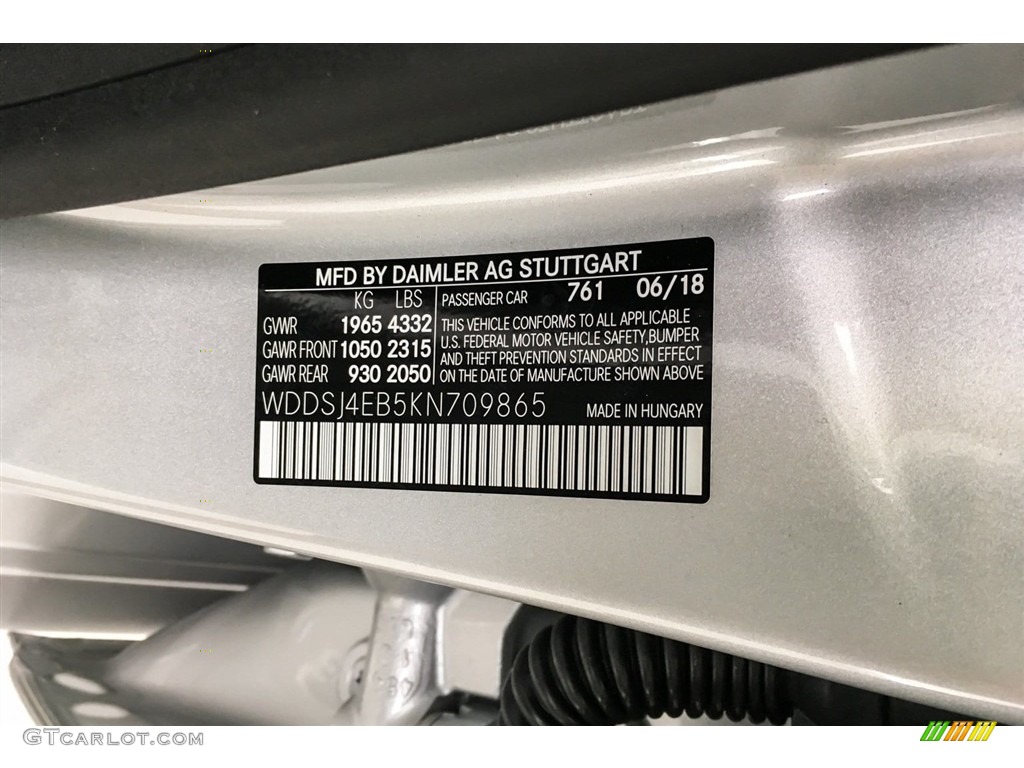 MFD BY DAIMLER AG STUTTGART
KG LBS PASSENGER CAR 761 06/18
GVWR 1965 4332
GAWR FRONT 1050 2315
GAWR REAR 930 2050
THIS VEHICLE CONFORMS TO ALL APPLICABLE
U.S. FEDERAL MOTOR VEHICLE SAFETY, BUMPER
AND THEFT PREVENTION STANDARDS IN EFFECT
ON THE DATE OF MANUFACTURE SHOWN ABOVE
WDDSJ4EB5KN709865 MADE IN HUNGARY
GTCARLOT.COM